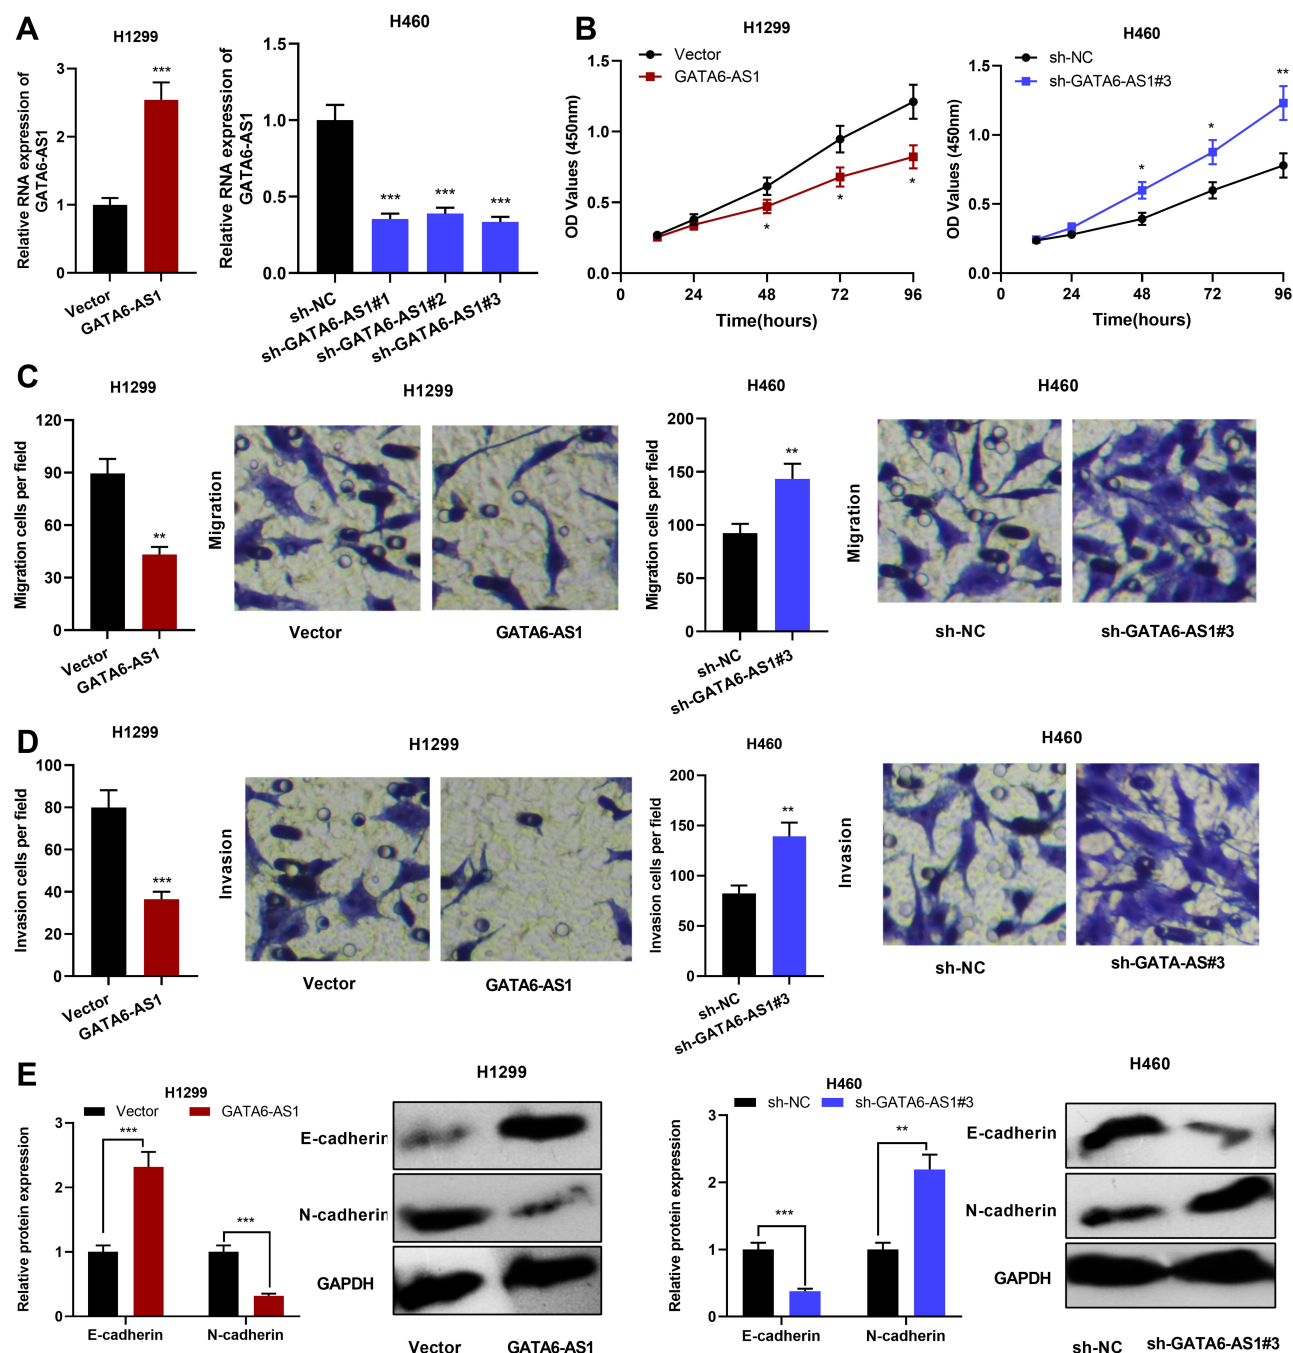 A
H1299
Relative RNA expression of
GATA6-AS1
3
2
1
0
***
Vector
GATA6-AS1
H460
Relative RNA expression of
GATA6-AS1
1.5
1.0
0.5
0.0
***
***
***
sh-NC
sh-GATA6-AS1#1
sh-GATA6-AS1#2
sh-GATA6-AS1#3
B
H1299
Vector
GATA6-AS1
OD Values (450nm)
1.5
1.0
0.5
0.0
*
*
*
0
24
48
72
96
Time(hours)
H460
sh-NC
sh-GATA6-AS1#3
OD Values (450nm)
1.5
1.0
0.5
0.0
*
*
**
0
24
48
72
96
Time(hours)
C
H1299
Migration cells per field
120
90
60
30
0
**
Vector
GATA6-AS1
H1299
Migration
Vector
GATA6-AS1
H460
Migration cells per field
200
150
100
50
0
**
sh-NC
sh-GATA6-AS1#3
H460
Migration
sh-NC
sh-GATA6-AS1#3
D
H1299
Invasion cells per field
100
80
60
40
20
0
***
Vector
GATA6-AS1
H1299
Invasion
Vector
GATA6-AS1
H460
Invasion cells per field
200
150
100
50
0
**
sh-NC
sh-GATA6-AS1#3
H460
Invasion
sh-NC
sh-GATA-AS#3
E
H1299
Vector
GATA6-AS1
Relative protein expression
3
2
1
0
***
***
E-cadherin
N-cadherin
H1299
E-cadherin
N-cadherin
GAPDH
Vector
GATA6-AS1
H460
sh-NC
sh-GATA6-AS1#3
Relative protein expression
3
2
1
0
***
**
E-cadherin
N-cadherin
H460
E-cadherin
N-cadherin
GAPDH
sh-NC
sh-GATA6-AS1#3